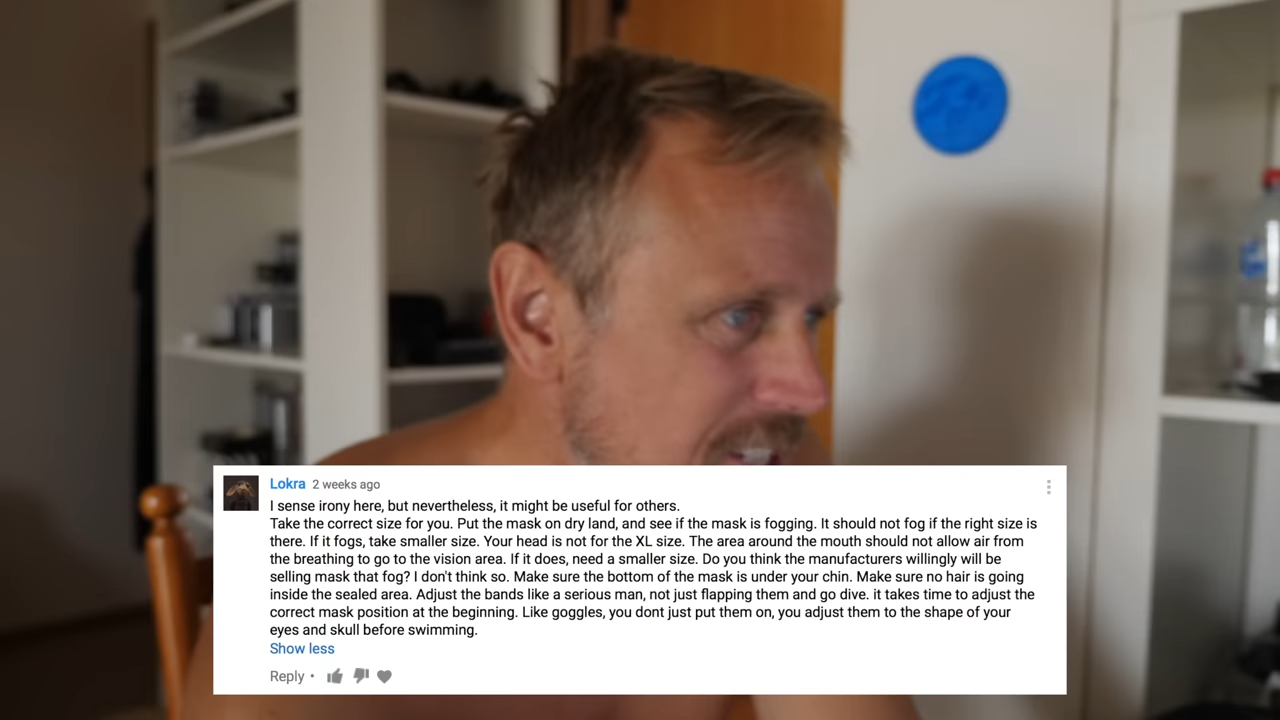 Lokra 2 weeks ago
I sense irony here, but nevertheless, it might be useful for others.
Take the correct size for you. Put the mask on dry land, and see if the mask is fogging. It should not fog if the right size is
there. If it fogs, take smaller size. Your head is not for the XL size. The area around the mouth should not allow air from
the breathing to go to the vision area. If it does, need a smaller size. Do you think the manufacturers willingly will be
selling mask that fog? I don't think so. Make sure the bottom of the mask is under your chin. Make sure no hair is going
inside the sealed area. Adjust the bands like a serious man, not just flapping them and go dive. it takes time to adjust the
correct mask position at the beginning. Like goggles, you dont just put them on, you adjust them to the shape of your
eyes and skull before swimming.
Show less
Reply •